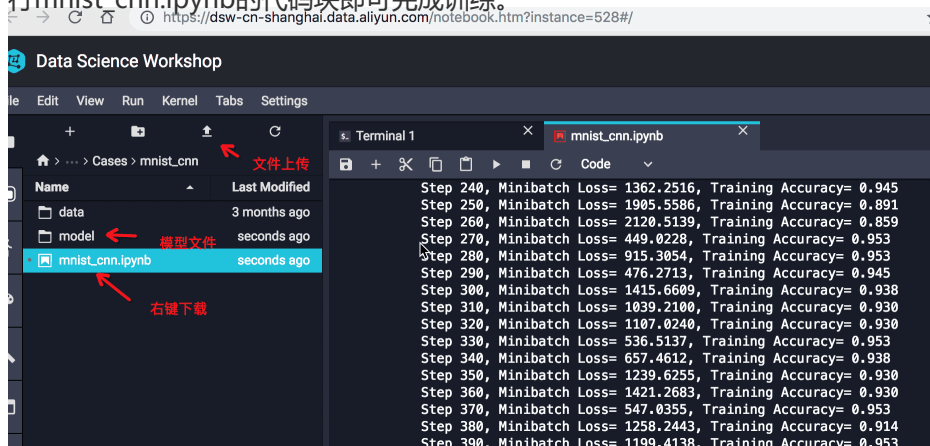 行mnist_cnn.ipynb的代码块即可完成训练。
https://dsw-cn-shanghai.data.aliyun.com/notebook.htm?instance=528#/
Data Science Workshop
Edit View Run Kernel Tabs Settings
文件上传
> ··· > Cases > mnist_cnn
Name Last Modified
data 3 months ago
model seconds ago
模型文件
mnist_cnn.ipynb seconds ago
右键下载
Terminal 1
mnist_cnn.ipynb
Code
Step 240, Minibatch Loss= 1362.2516, Training Accuracy= 0.945
Step 250, Minibatch Loss= 1905.5586, Training Accuracy= 0.891
Step 260, Minibatch Loss= 2120.5139, Training Accuracy= 0.859
Step 270, Minibatch Loss= 449.0228, Training Accuracy= 0.953
Step 280, Minibatch Loss= 915.3054, Training Accuracy= 0.953
Step 290, Minibatch Loss= 476.2713, Training Accuracy= 0.945
Step 300, Minibatch Loss= 1415.6609, Training Accuracy= 0.938
Step 310, Minibatch Loss= 1039.2100, Training Accuracy= 0.930
Step 320, Minibatch Loss= 1107.0240, Training Accuracy= 0.930
Step 330, Minibatch Loss= 536.5137, Training Accuracy= 0.953
Step 340, Minibatch Loss= 657.4612, Training Accuracy= 0.938
Step 350, Minibatch Loss= 1239.6255, Training Accuracy= 0.930
Step 360, Minibatch Loss= 1421.2683, Training Accuracy= 0.930
Step 370, Minibatch Loss= 547.0355, Training Accuracy= 0.953
Step 380, Minibatch Loss= 1258.2443, Training Accuracy= 0.914
Step 390, Minibatch Loss= 1199.4138, Training Accuracy= 0.953